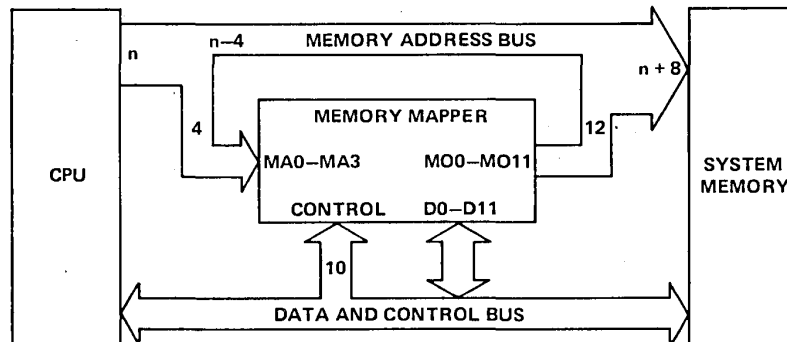 n
n–4
MEMORY ADDRESS BUS
n + 8
4
MEMORY MAPPER
12
CPU
MA0–MA3
MO0–MO11
SYSTEM
MEMORY
CONTROL
D0–D11
10
DATA AND CONTROL BUS